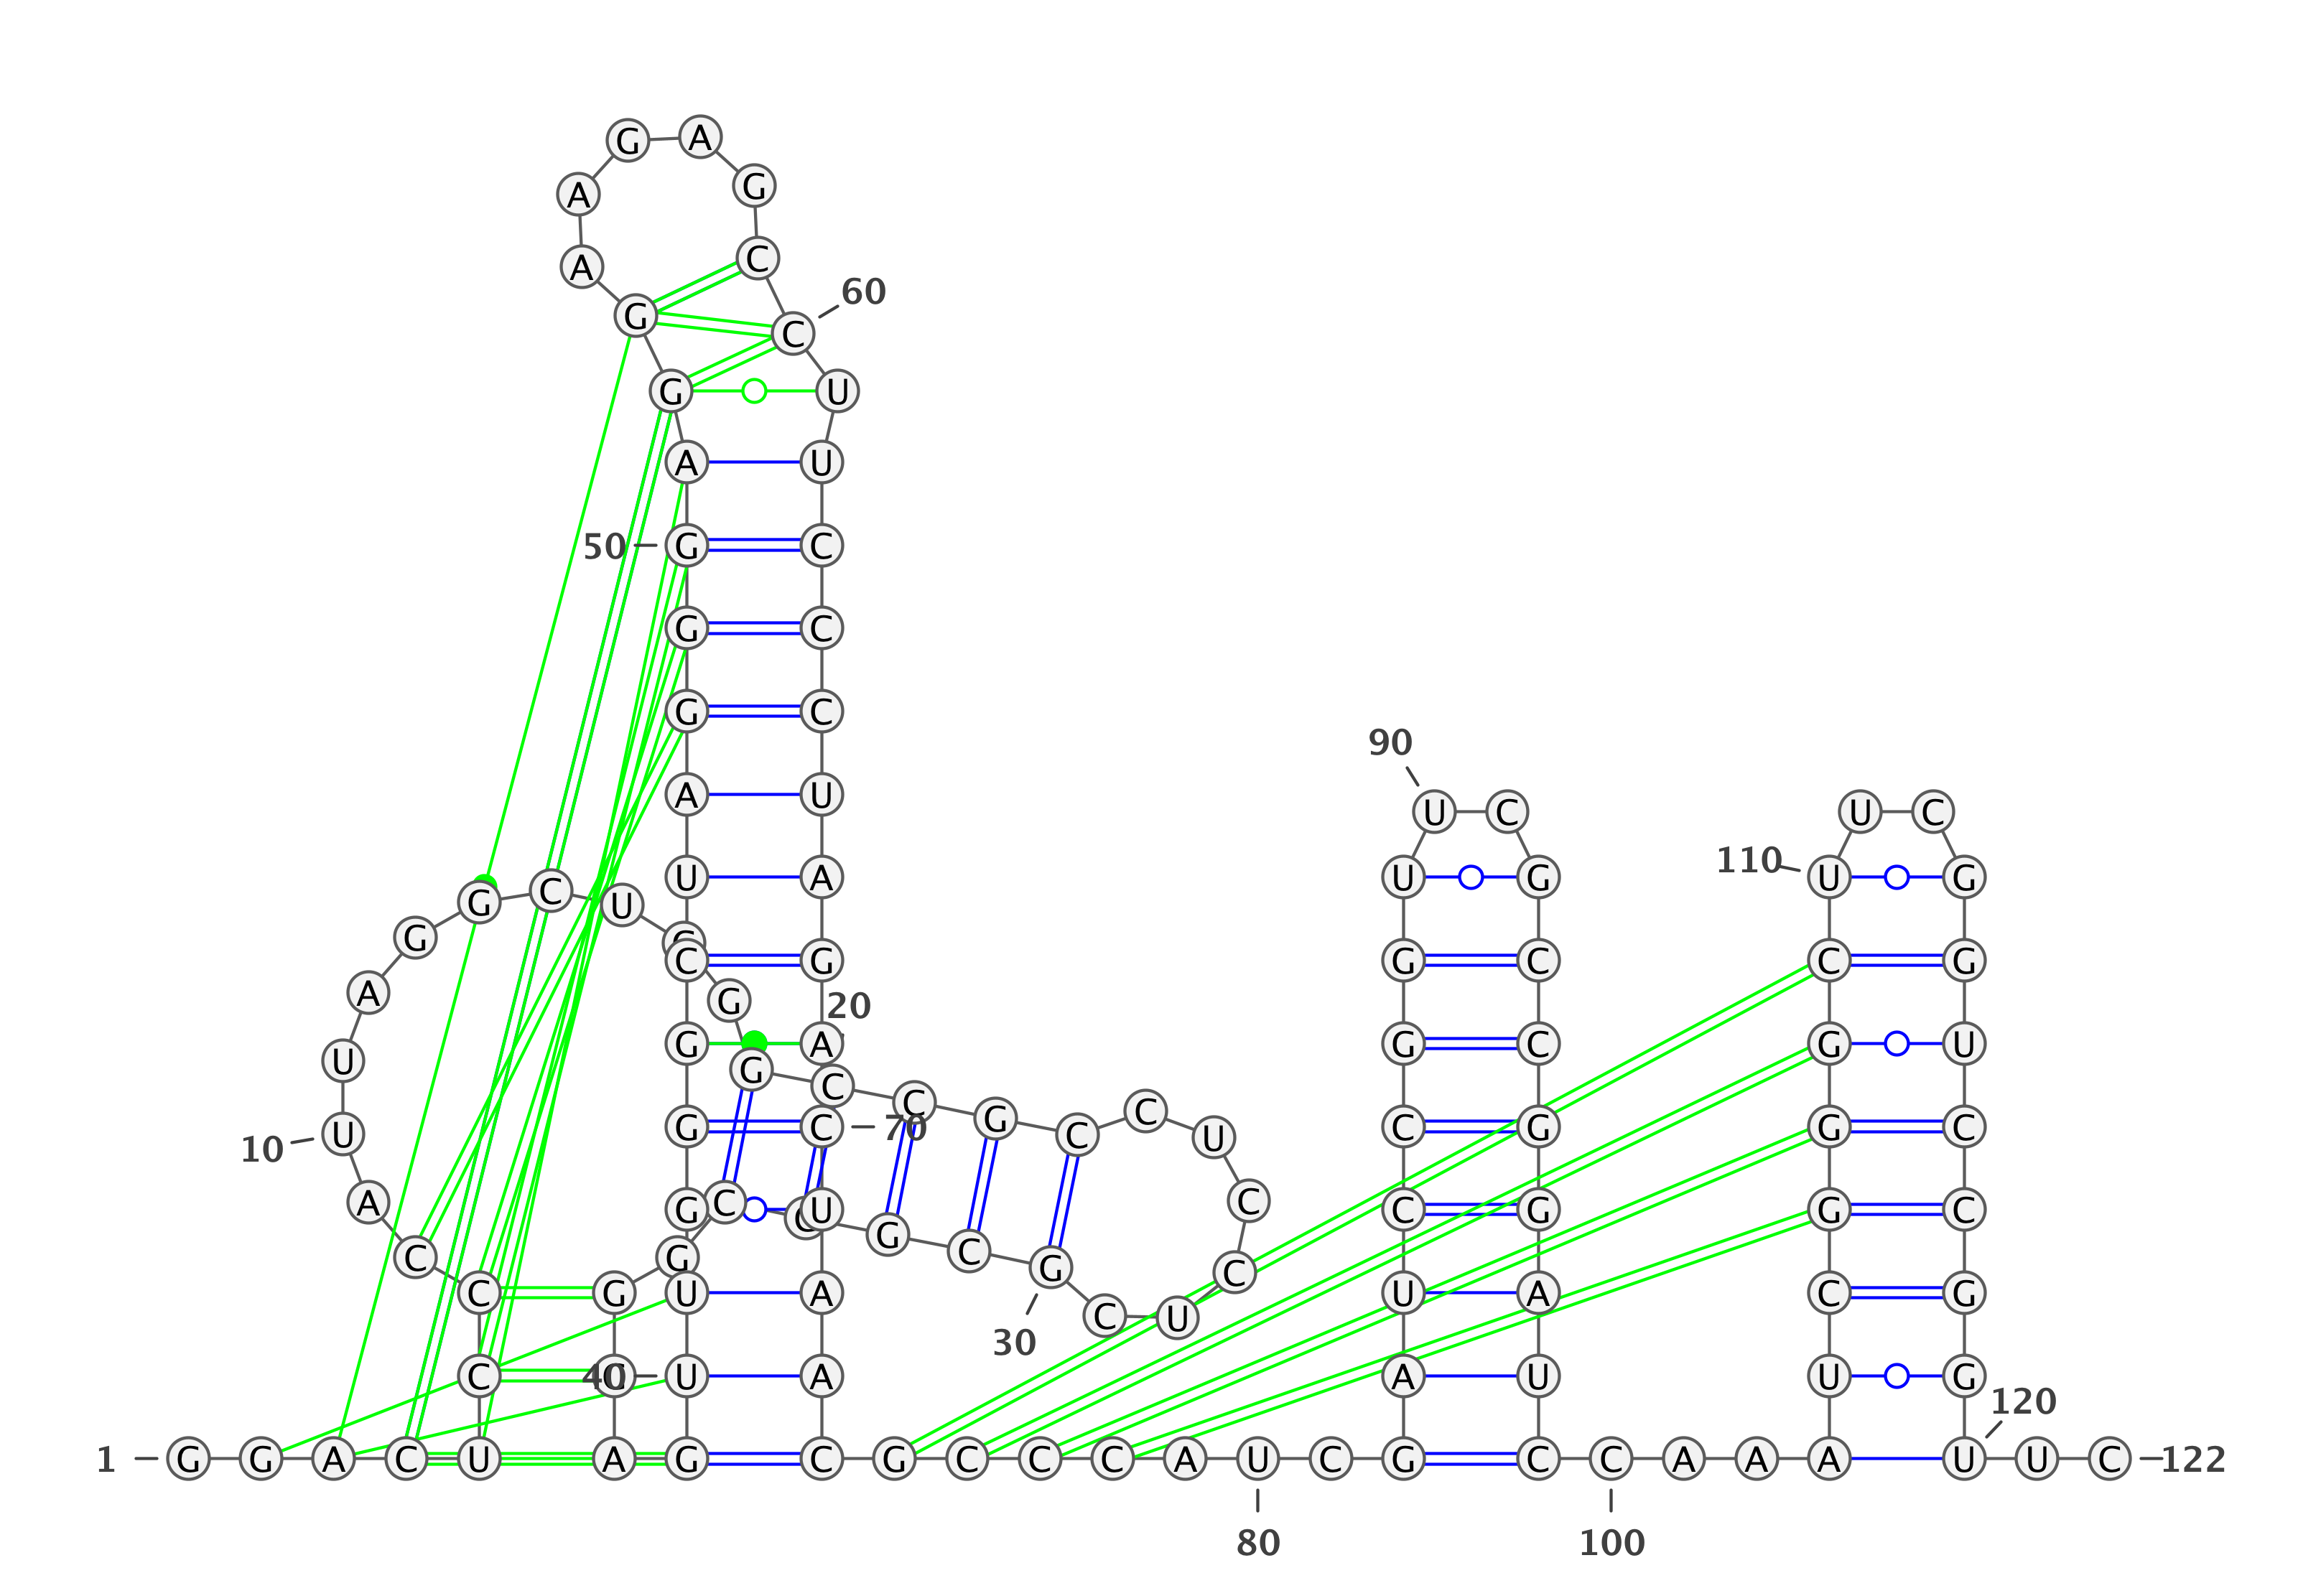 G A
A G
A C
60
G C
G U
A U
50 G C
G C
G C
90
A U U C U C
110
U A U G U G
G C U
G
C G G C C G
A G 20
G A G C G U
U G C C G C C U
10 G C 70 C G G C
A G C U C C G G C
C G G C G C
C G U A U A C G
30 C U
C 40 U A A U U G
120
1 G G A C U A G C G C C C A U C G C C A A A U U C 122
80 100